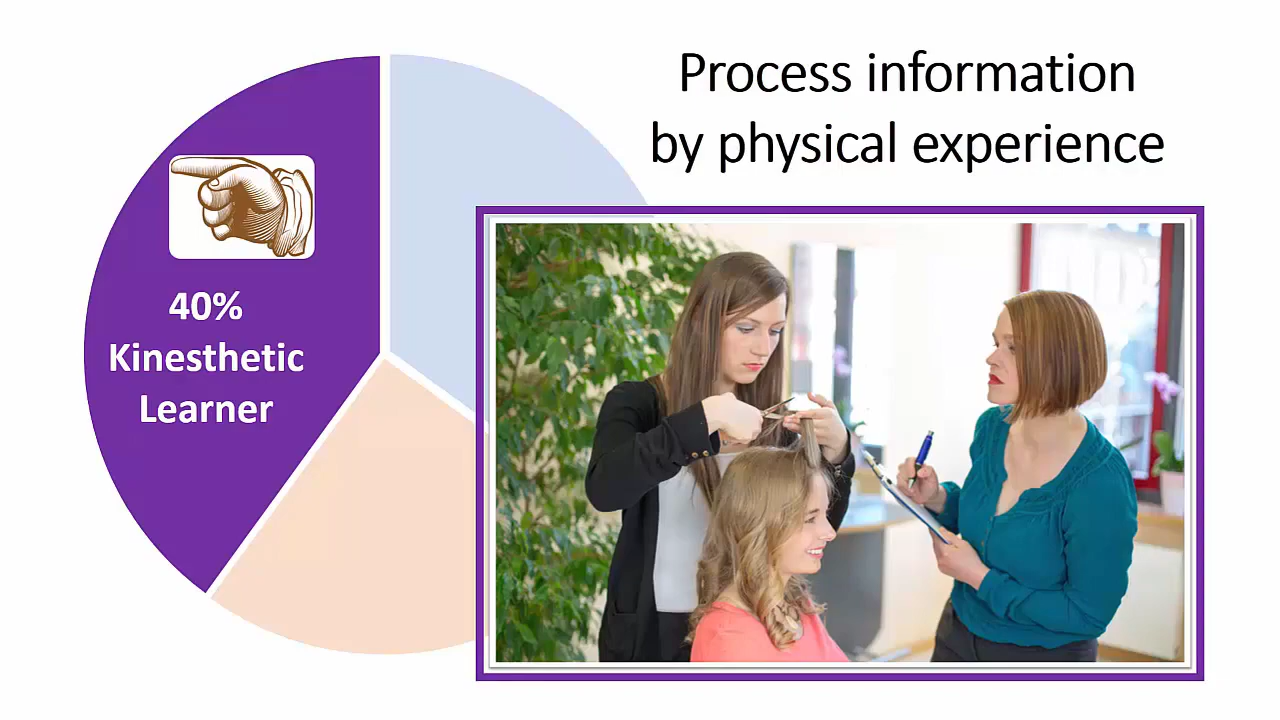 Process information
by physical experience
40%
Kinesthetic
Learner